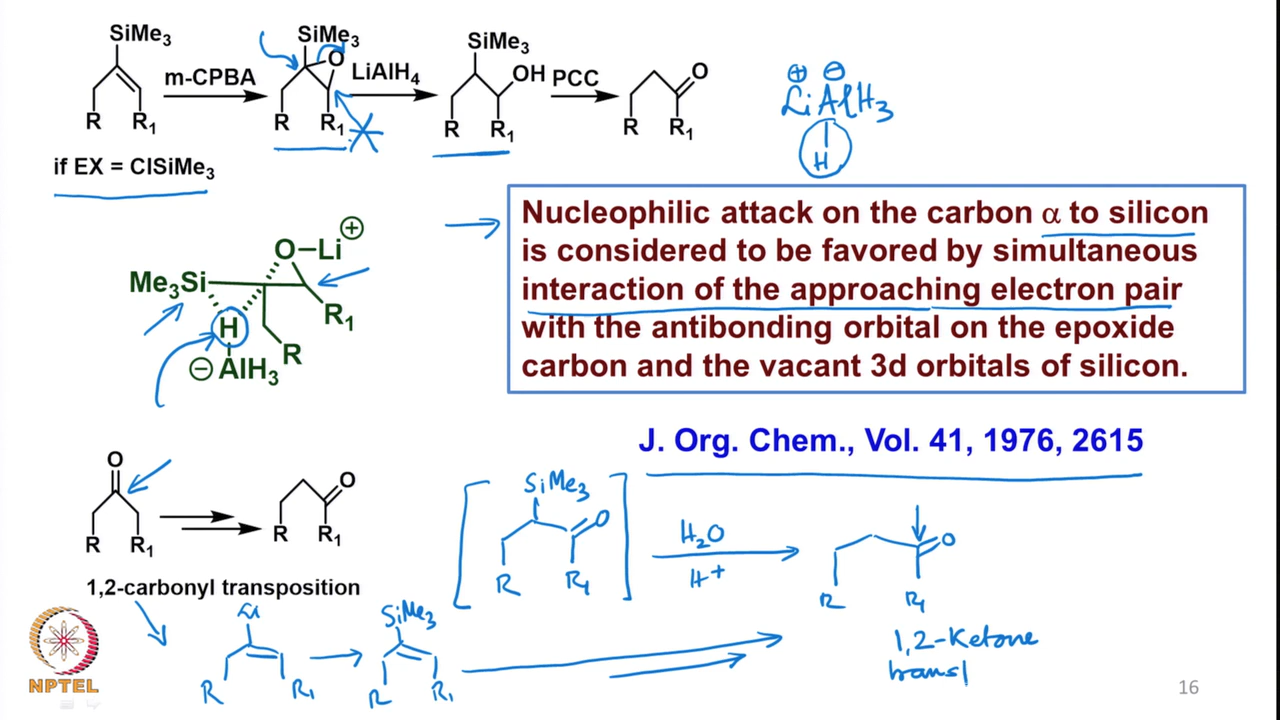 SiMe3
R R1
m-CPBA
SiMe3
O
R R1
LiAlH4
SiMe3
OH
R R1
PCC
O
R R1
⊕ ⊖
LiAlH3
H
if EX = ClSiMe3
Nucleophilic attack on the carbon α to silicon
is considered to be favored by simultaneous
interaction of the approaching electron pair
with the antibonding orbital on the epoxide
carbon and the vacant 3d orbitals of silicon.
⊕
O–Li
Me3Si
H
R1
R
⊖ AlH3
J. Org. Chem., Vol. 41, 1976, 2615
O
R R1
O
R R1
1,2-carbonyl transposition
SiMe3
O
R R1
H2O
H+
O
R R1
1,2-Ketone
transl
Li
R R1
SiMe3
R R1
NPTEL
16